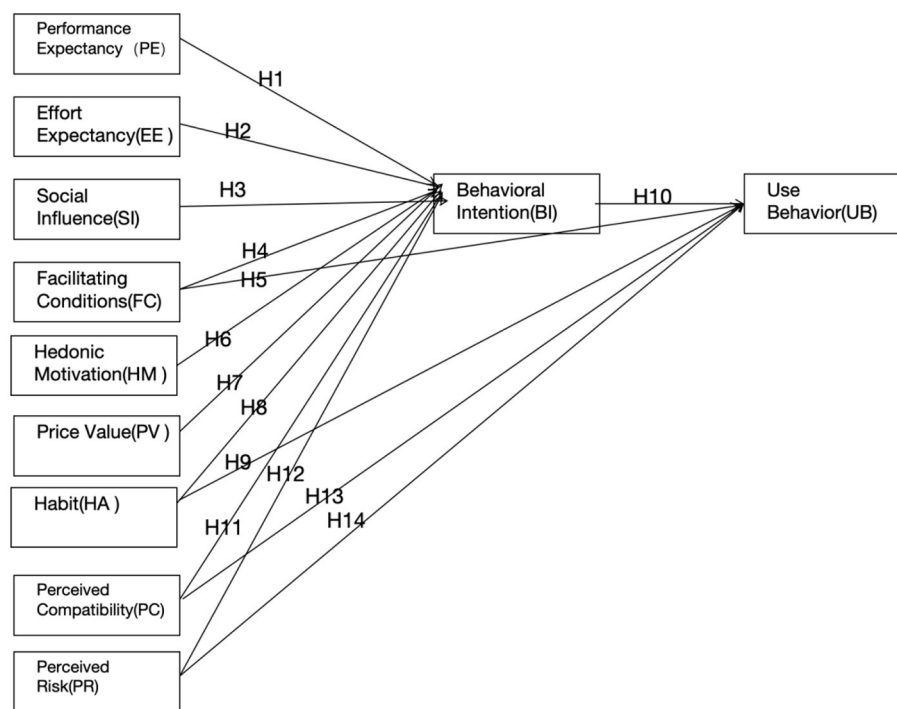 Performance
Expectancy（PE）
H1
Effort
Expectancy(EE )
H2
Social
Influence(SI)
H3
Behavioral
Intention(BI)
H10
Use
Behavior(UB)
H4
H5
Facilitating
Conditions(FC)
H6
Hedonic
Motivation(HM )
H7
H8
Price Value(PV )
H9
H12
Habit(HA )
H13
H14
H11
Perceived
Compatibility(PC)
Perceived
Risk(PR)